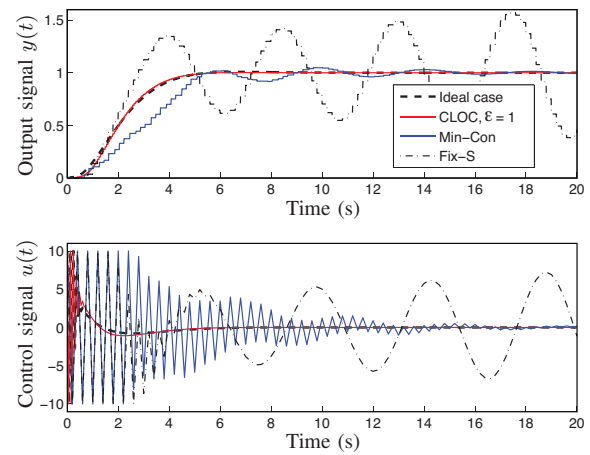 Output signal y(t)
1.5
1
0.5
0
0 2 4 6 8 10 12 14 16 18 20
Time (s)
Ideal case
CLOC, ε = 1
Min−Con
Fix−S
Control signal u(t)
10
5
0
−5
−10
0 2 4 6 8 10 12 14 16 18 20
Time (s)